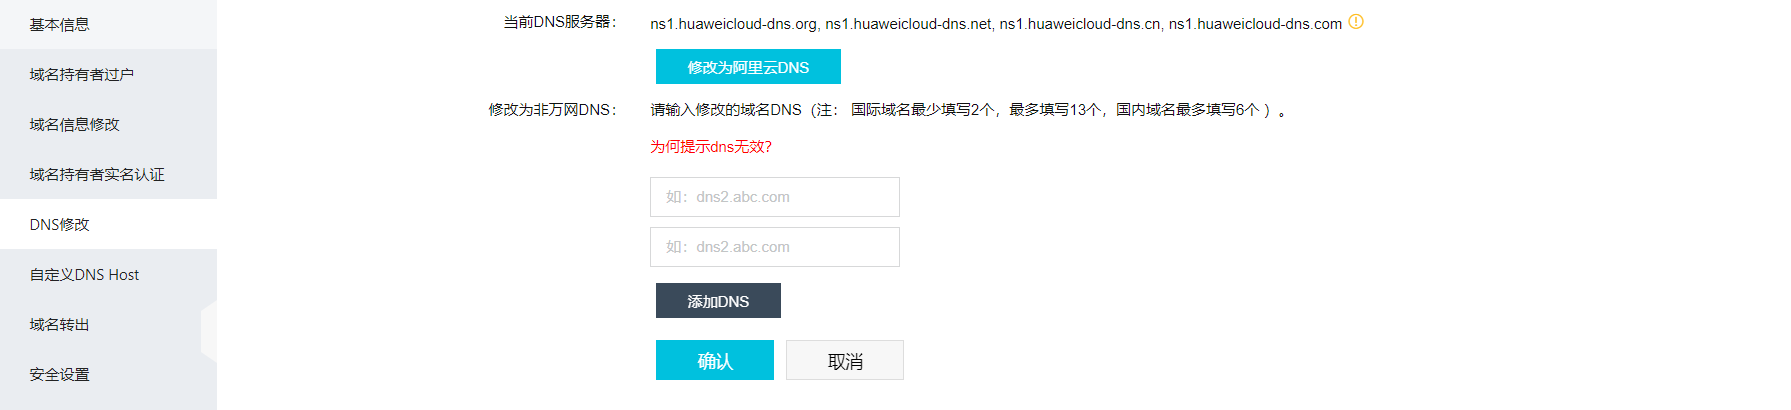 基本信息
域名持有者过户
域名信息修改
域名持有者实名认证
DNS修改
自定义DNS Host
域名转出
安全设置
当前DNS服务器： ns1.huaweicloud-dns.org, ns1.huaweicloud-dns.net, ns1.huaweicloud-dns.cn, ns1.huaweicloud-dns.com
修改为阿里云DNS
修改为非万网DNS： 请输入修改的域名DNS（注： 国际域名最少填写2个，最多填写13个，国内域名最多填写6个 ）。
为何提示dns无效?
如：dns2.abc.com
如：dns2.abc.com
添加DNS
确认 取消